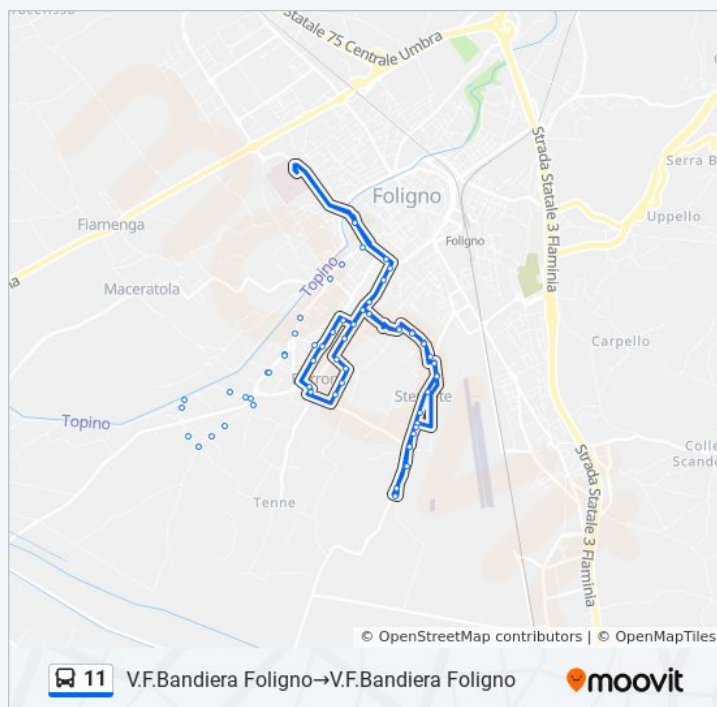 Statale 75 Centrale Umbra
Strada Statale 3 Flaminia
Serra B
Foligno
Uppello
Fiamenga
Foligno
Topino
Maceratola
Carpello
Topino
Colle
Scando
Tenne
Strada Statale 3 Flaminia
© OpenStreetMap contributors | © OpenMapTiles
11 V.F.Bandiera Foligno→V.F.Bandiera Foligno moovit